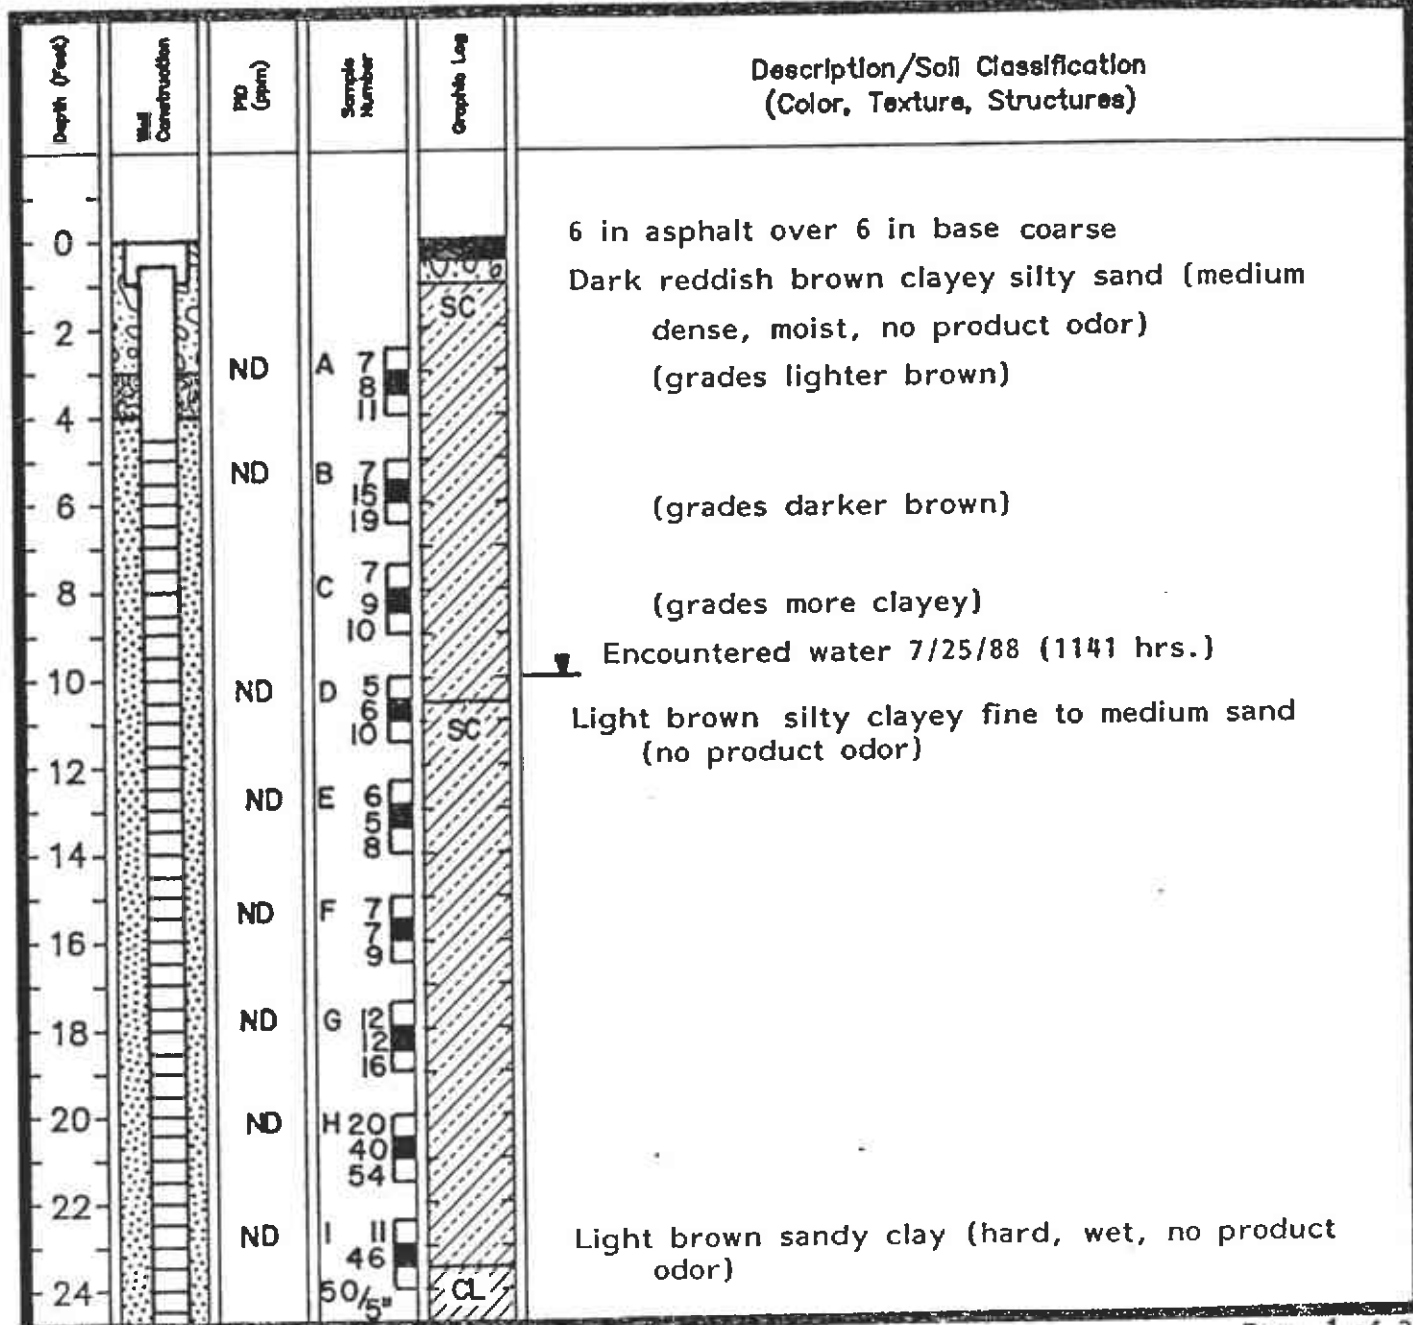 Depth (Feet)
Well Construction
PID (ppm)
Sample Number
Graphic Log
Description/Soil Classification
(Color, Texture, Structures)
0
6 in asphalt over 6 in base coarse
Dark reddish brown clayey silty sand (medium
SC
dense, moist, no product odor)
2
ND A 7
8
11
(grades lighter brown)
4
ND B 7
15
19
6
(grades darker brown)
C 7
9
10
8
(grades more clayey)
Encountered water 7/25/88 (1141 hrs.)
10
ND D 5
6
10
SC
Light brown silty clayey fine to medium sand
(no product odor)
12
ND E 6
5
8
14
ND F 7
7
9
16
ND G 12
12
16
18
20
ND H 20
40
54
22
ND I 11
46
50/5"
Light brown sandy clay (hard, wet, no product
odor)
24
CL